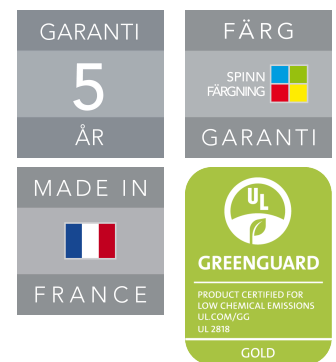 GARANTI
5
ÅR
FÄRG
SPINN
FÄRGNING
GARANTI
MADE IN
FRANCE
UL
GREENGUARD
PRODUCT CERTIFIED FOR
LOW CHEMICAL EMISSIONS
UL.COM/GG
UL 2818
GOLD